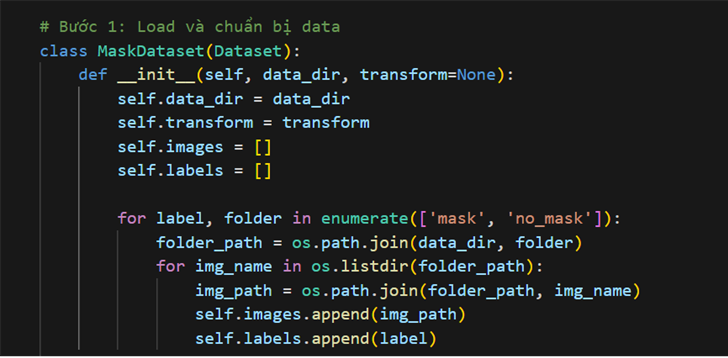 # Bước 1: Load và chuẩn bị data
class MaskDataset(Dataset):
    def __init__(self, data_dir, transform=None):
        self.data_dir = data_dir
        self.transform = transform
        self.images = []
        self.labels = []

        for label, folder in enumerate(['mask', 'no_mask']):
            folder_path = os.path.join(data_dir, folder)
            for img_name in os.listdir(folder_path):
                img_path = os.path.join(folder_path, img_name)
                self.images.append(img_path)
                self.labels.append(label)